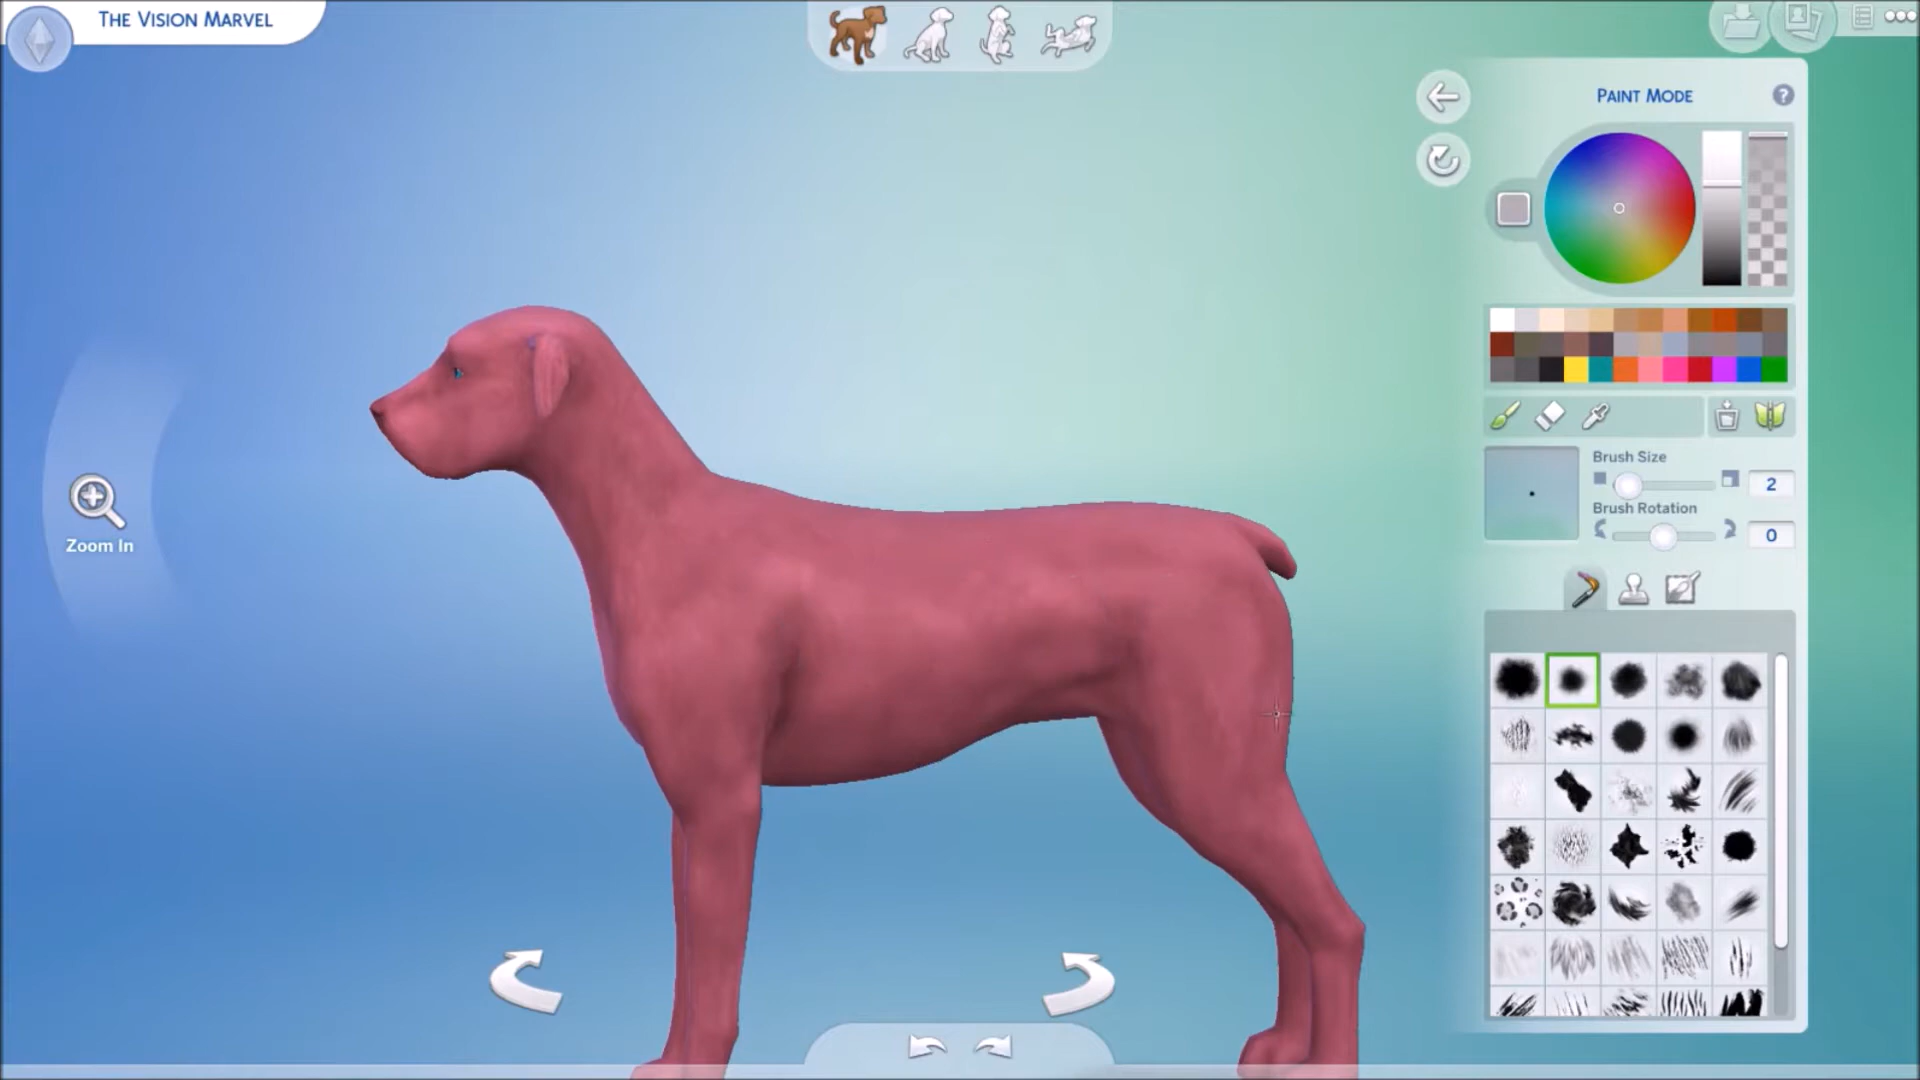 THE VISION MARVEL
PAINT MODE
?
Brush Size
2
Brush Rotation
0
Zoom In